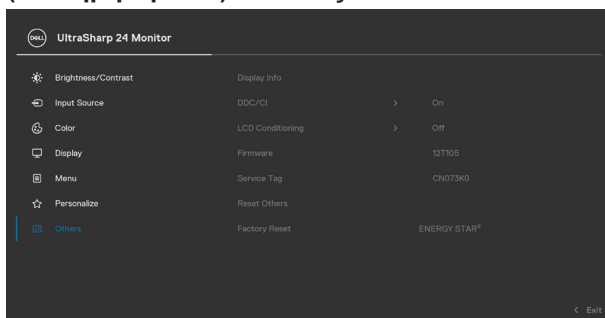 DELL UltraSharp 24 Monitor
Brightness/Contrast Display Info
Input Source DDC/CI > On
Color LCD Conditioning > Off
Display Firmware 12T105
Menu Service Tag CN073K0
Personalize Reset Others
Others Factory Reset ENERGY STAR®
< Exit